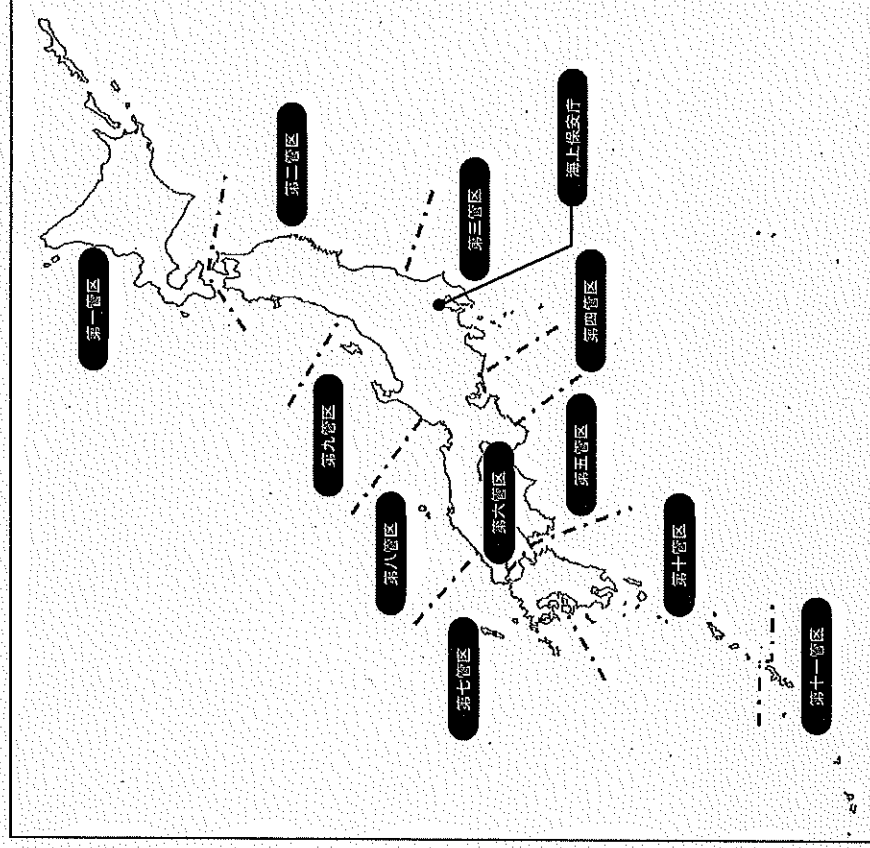 第一管区
第二管区
第三管区
海上保安庁
第四管区
第九管区
第五管区
第六管区
第八管区
第十管区
第七管区
第十一管区